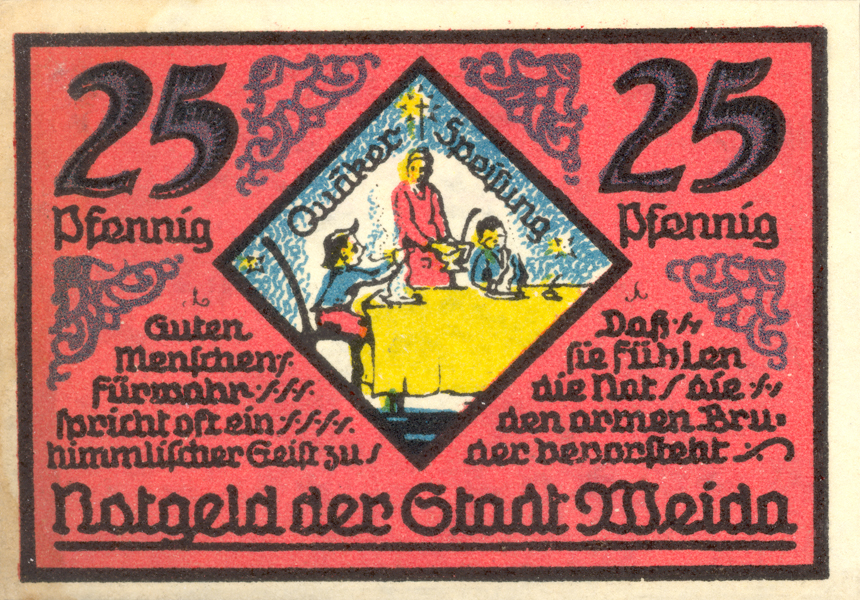 25
25
Pfennig
Pfennig
Quäker Speisung
Guten
Menschen
fürwahr
spricht oft ein
himmlischer Geist zu
Daß
sie fühlen
die Not die
den armen Bru=
der bevorsteht
Notgeld der Stadt Weida